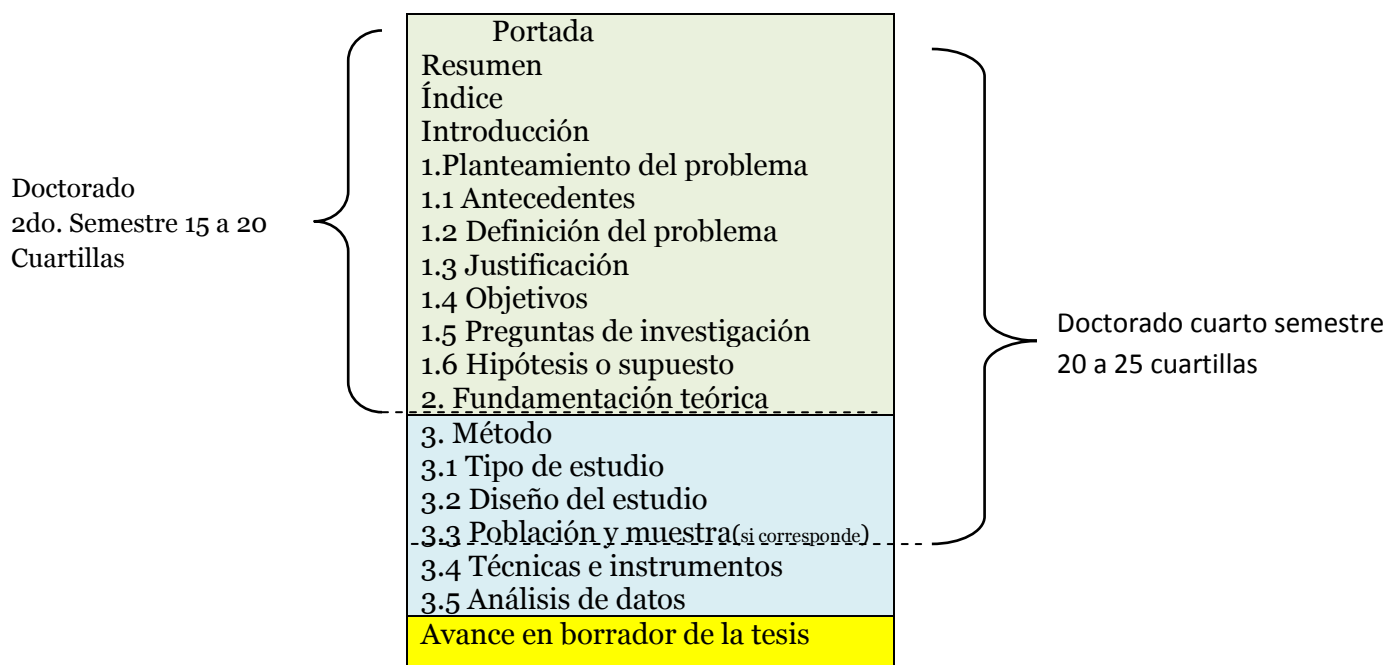 Portada
Resumen
Índice
Introducción
1.Planteamiento del problema
1.1 Antecedentes
1.2 Definición del problema
1.3 Justificación
1.4 Objetivos
1.5 Preguntas de investigación
1.6 Hipótesis o supuesto
2. Fundamentación teórica
3. Método
3.1 Tipo de estudio
3.2 Diseño del estudio
3.3 Población y muestra(si corresponde)
3.4 Técnicas e instrumentos
3.5 Análisis de datos
Avance en borrador de la tesis
Doctorado
2do. Semestre 15 a 20
Cuartillas
Doctorado cuarto semestre
20 a 25 cuartillas